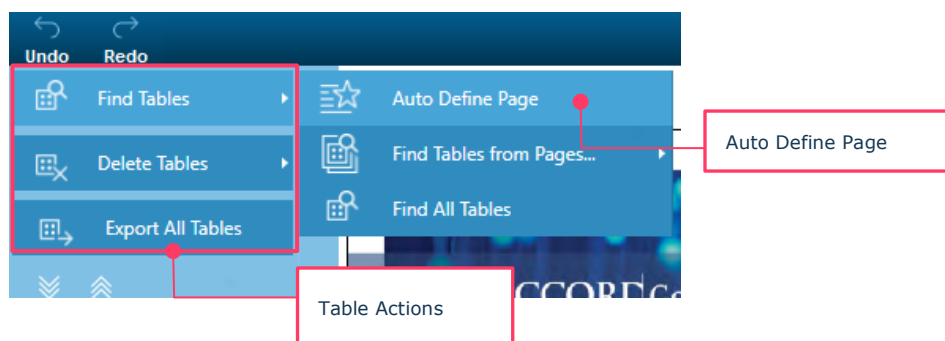 Undo Redo
Find Tables
Auto Define Page
Auto Define Page
Delete Tables
Find Tables from Pages...
Export All Tables
Find All Tables
Table Actions